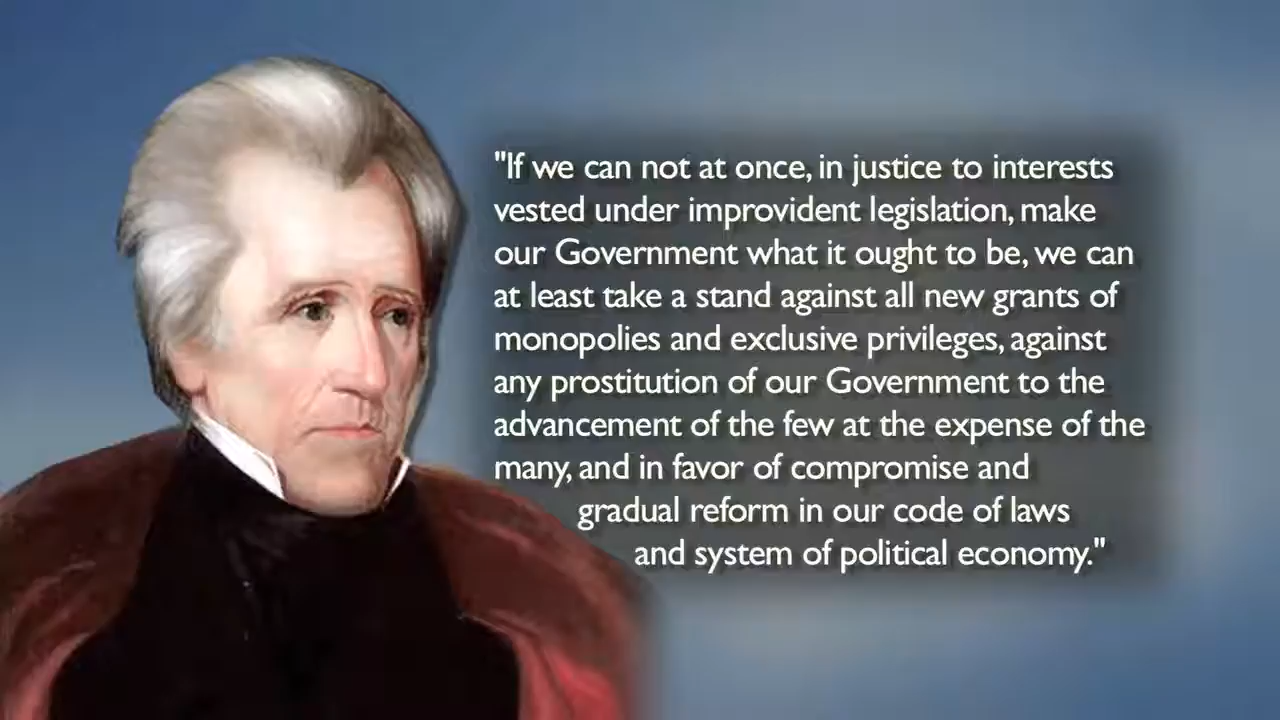 "If we can not at once, in justice to interests
vested under improvident legislation, make
our Government what it ought to be, we can
at least take a stand against all new grants of
monopolies and exclusive privileges, against
any prostitution of our Government to the
advancement of the few at the expense of the
many, and in favor of compromise and
gradual reform in our code of laws
and system of political economy."